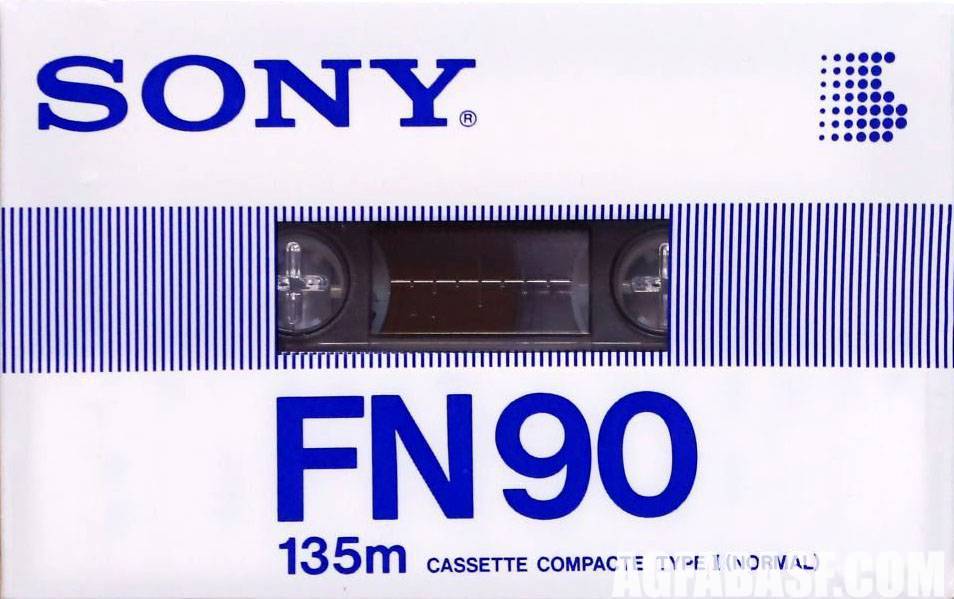 SONY®
FN90
135m CASSETTE COMPACTE TYPE I (NORMAL)
AGFABASF.COM